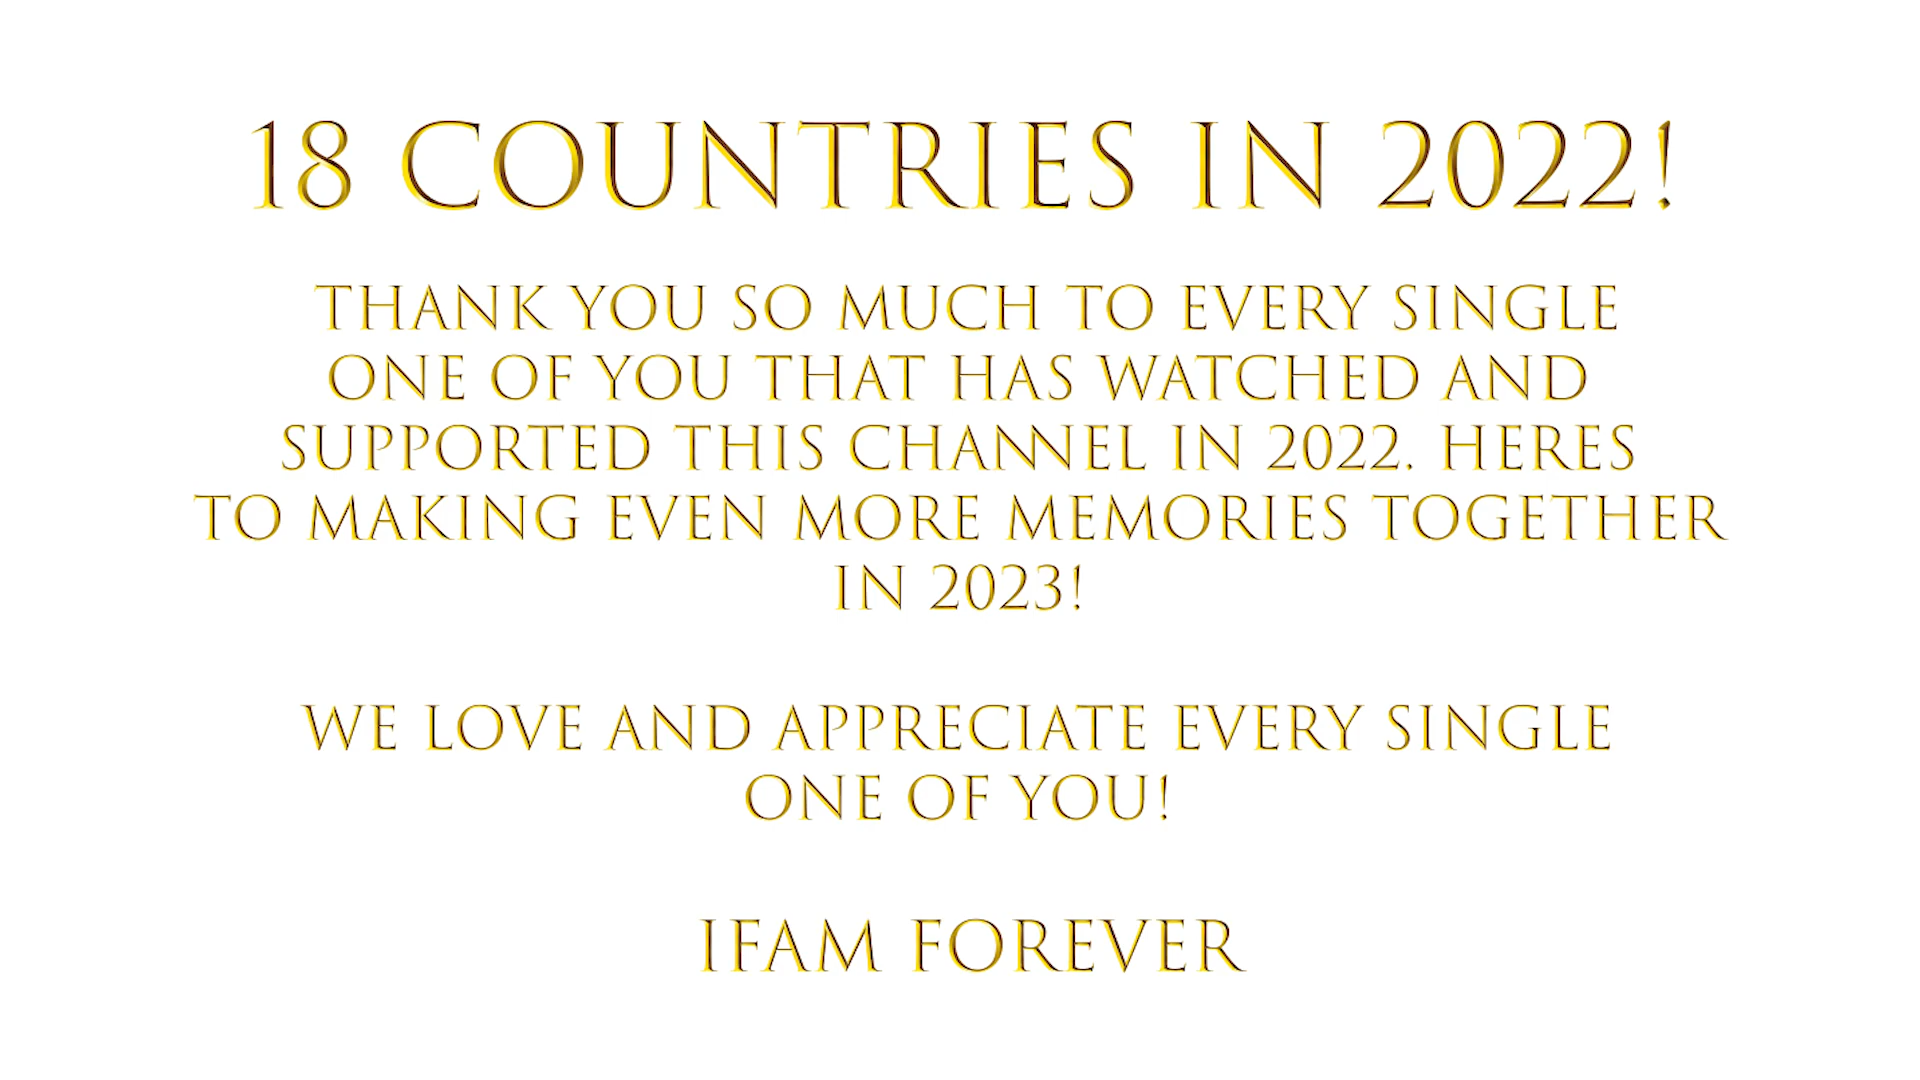 18 COUNTRIES IN 2022!
THANK YOU SO MUCH TO EVERY SINGLE
ONE OF YOU THAT HAS WATCHED AND
SUPPORTED THIS CHANNEL IN 2022. HERES
TO MAKING EVEN MORE MEMORIES TOGETHER
IN 2023!
WE LOVE AND APPRECIATE EVERY SINGLE
ONE OF YOU!
IFAM FOREVER